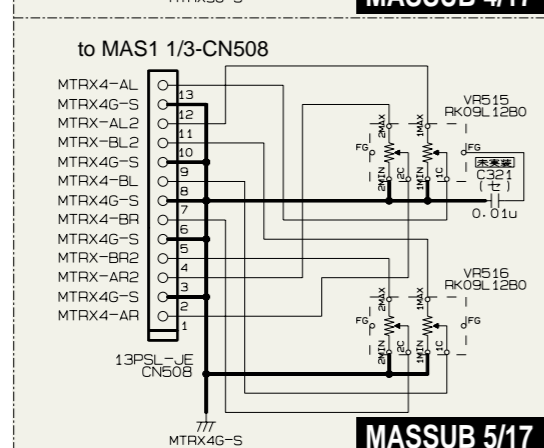 MASSUB 4/17
to MAS1 1/3-CN508
MTRX4-AL
MTRX4G-S
MTRX-AL2
MTRX-BL2
MTRX4G-S
MTRX4-BL
MTRX4G-S
MTRX4-BR
MTRX4G-S
MTRX-BR2
MTRX-AR2
MTRX4G-S
MTRX4-AR
13
12
11
10
9
8
7
6
5
4
3
2
1
13PSL-JE
CN508
MTRX4G-S
VR515
RK09L12B0
2MAX
1MAX
FG
FG
2MIN
2C
1MIN
1C
未実装
C321
(セ)
0.01u
VR516
RK09L12B0
2MAX
1MAX
FG
FG
2MIN
2C
1MIN
1C
MASSUB 5/17